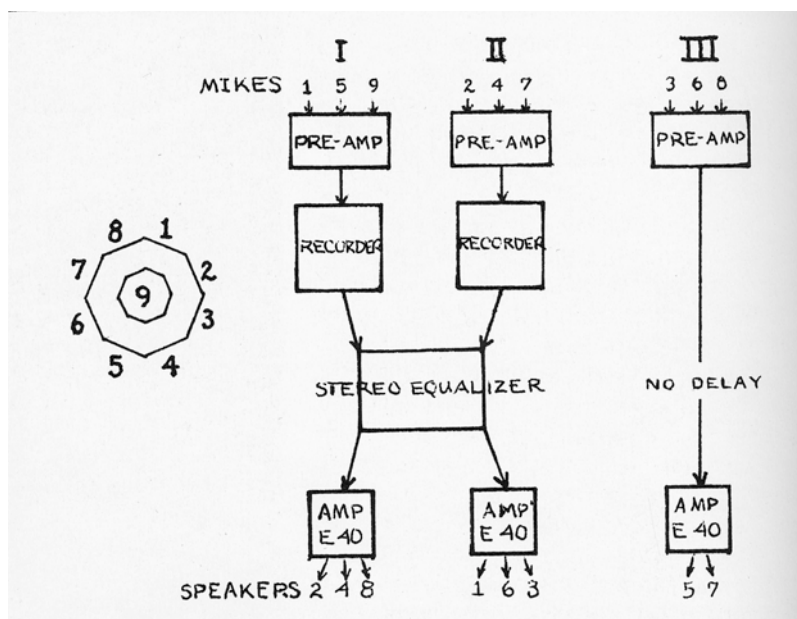 I II III
MIKES 1 5 9 2 4 7 3 6 8
PRE-AMP PRE-AMP PRE-AMP
RECORDER RECORDER
8 1
7 2
9
6 3
5 4
STEREO EQUALIZER
NO DELAY
AMP E 40
AMP E 40
AMP E 40
SPEAKERS 2 4 8 1 6 3 5 7